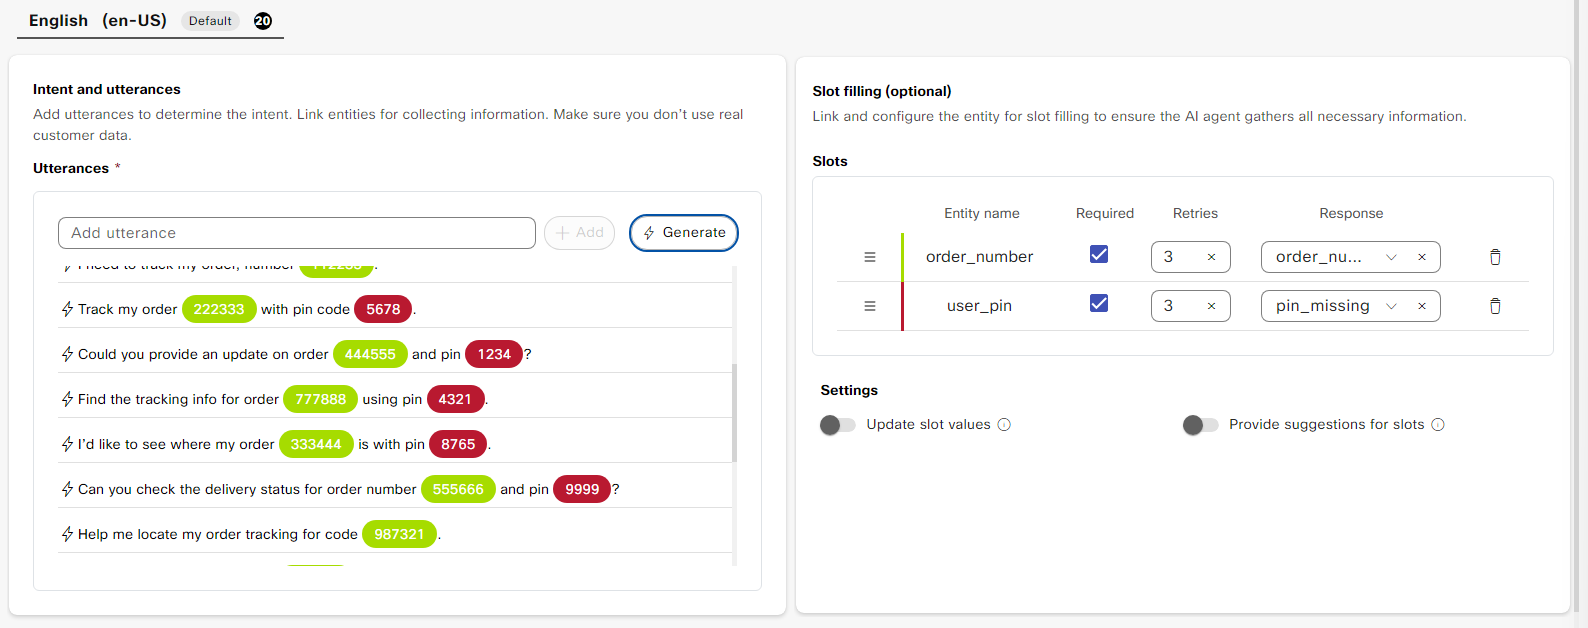 English (en-US) Default 20
Intent and utterances
Add utterances to determine the intent. Link entities for collecting information. Make sure you don't use real
customer data.
Utterances *
Add utterance
+ Add
Generate
I need to track my order, number 112233.
Track my order 222333 with pin code 5678.
Could you provide an update on order 444555 and pin 1234?
Find the tracking info for order 777888 using pin 4321.
I'd like to see where my order 333444 is with pin 8765.
Can you check the delivery status for order number 555666 and pin 9999?
Help me locate my order tracking for code 987321.
Slot filling (optional)
Link and configure the entity for slot filling to ensure the AI agent gathers all necessary information.
Slots
Entity name Required Retries Response
order_number 3 × order_nu... ×
user_pin 3 × pin_missing ×
Settings
Update slot values
Provide suggestions for slots